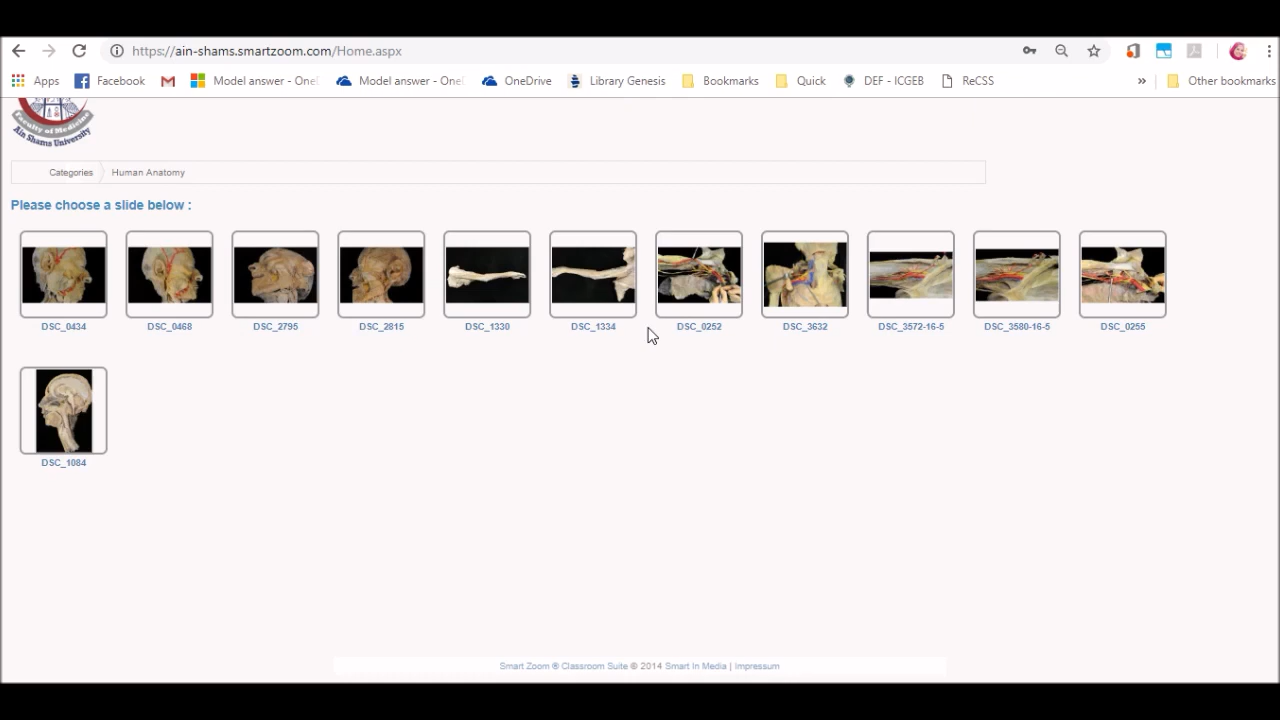 https://ain-shams.smartzoom.com/Home.aspx
Apps Facebook Model answer - One Model answer - One OneDrive Library Genesis Bookmarks Quick DEF - ICGEB ReCSS » Other bookmarks
Faculty of Medicine
Ain Shams University
Categories Human Anatomy
Please choose a slide below :
DSC_0434 DSC_0468 DSC_2795 DSC_2815 DSC_1330 DSC_1334 DSC_0252 DSC_3632 DSC_3572-16-5 DSC_3580-16-5 DSC_0255
DSC_1084
Smart Zoom ® Classroom Suite © 2014 Smart In Media | Impressum